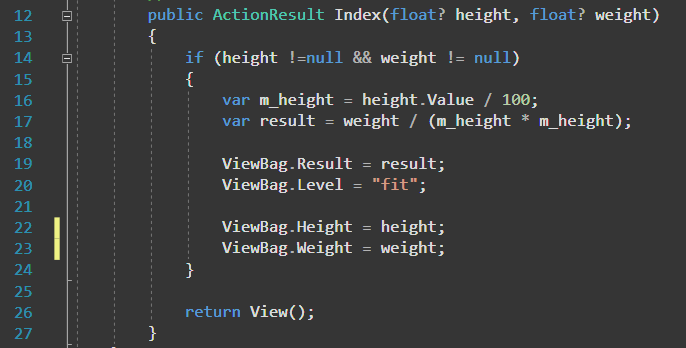 12 public ActionResult Index(float? height, float? weight)
13 {
14 if (height !=null && weight != null)
15 {
16 var m_height = height.Value / 100;
17 var result = weight / (m_height * m_height);
18
19 ViewBag.Result = result;
20 ViewBag.Level = "fit";
21
22 ViewBag.Height = height;
23 ViewBag.Weight = weight;
24 }
25
26 return View();
27 }